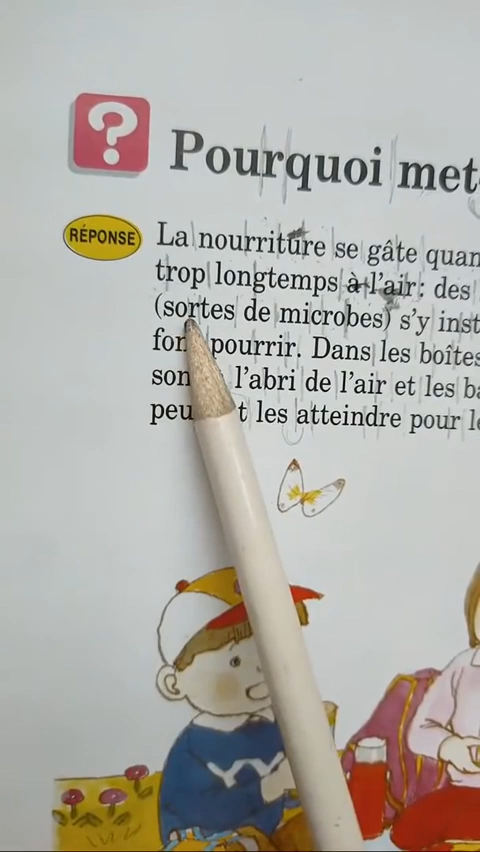 ?
Pourquoi met
RÉPONSE
La nourriture se gâte quan
trop longtemps à l'air: des
(sortes de microbes) s'y inst
pourrir. Dans les boîtes
l'abri de l'air et les ba
les atteindre pour le